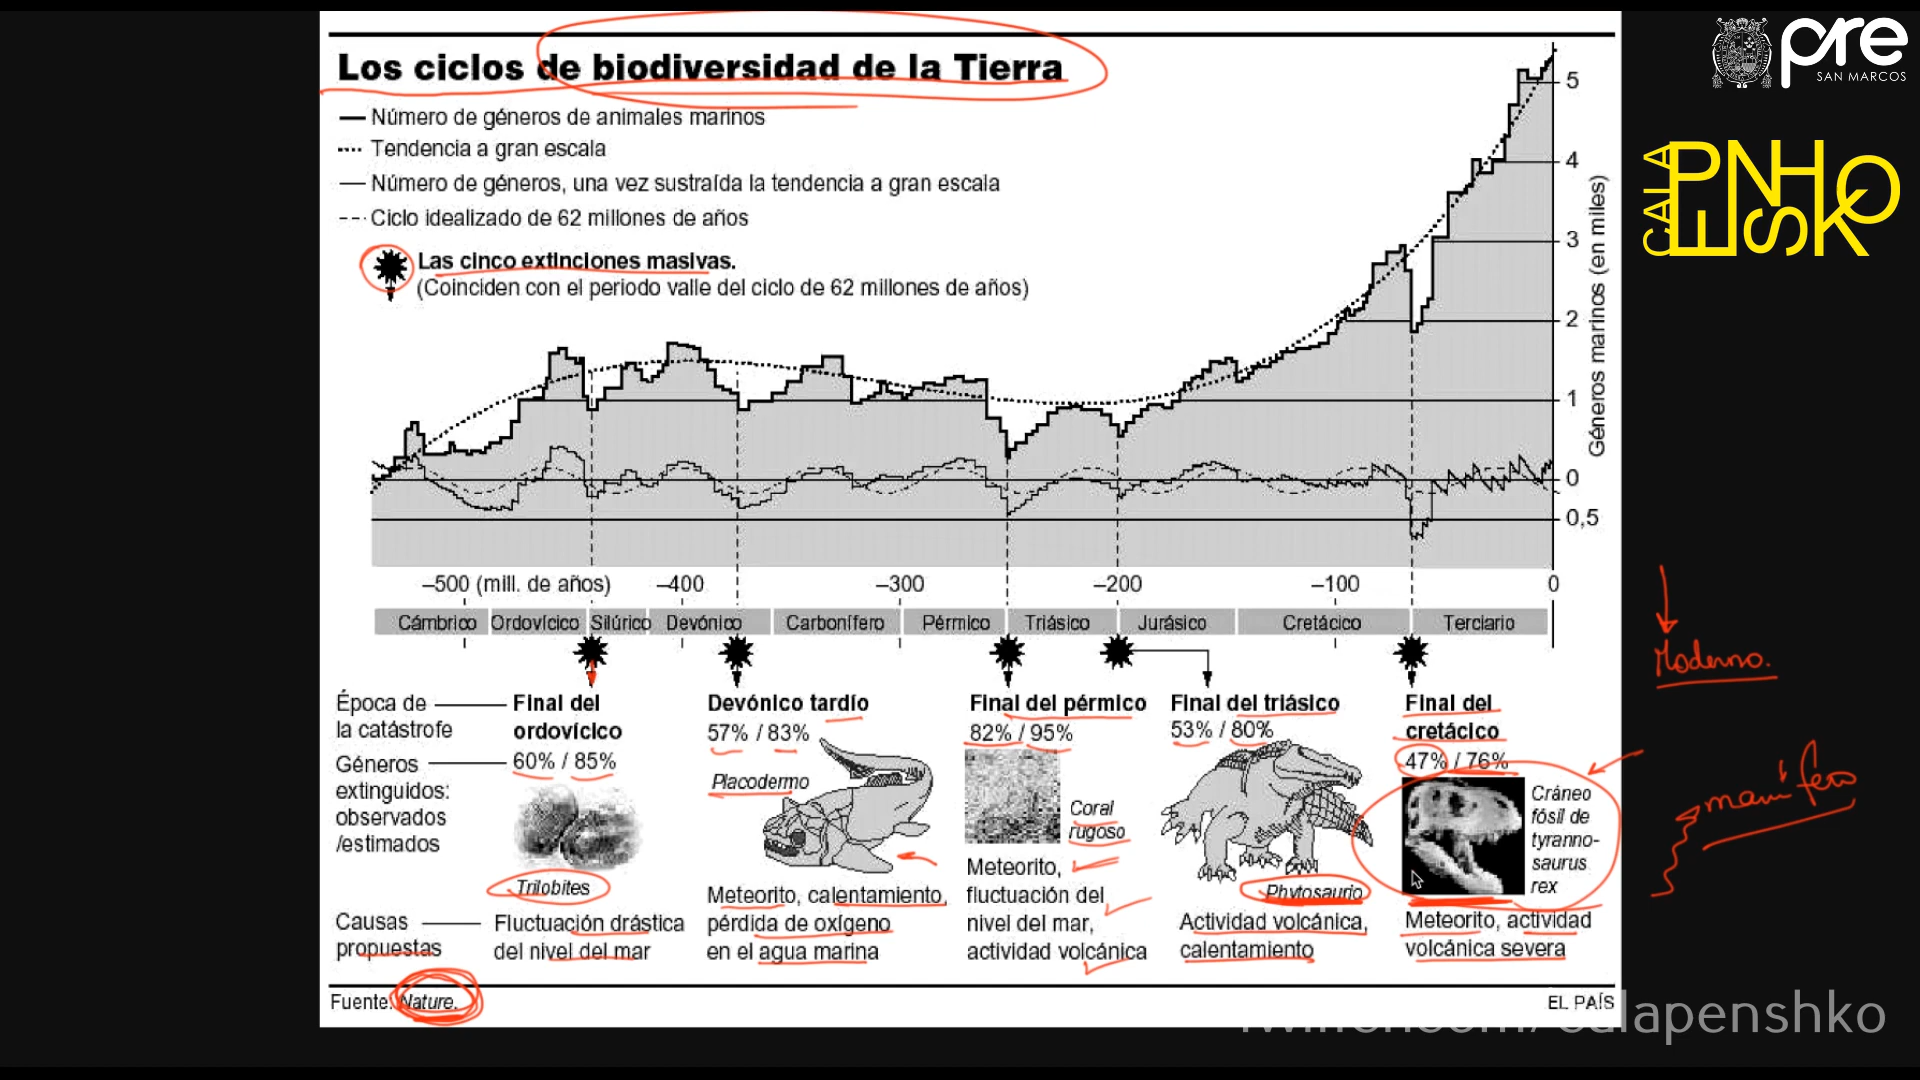 Los ciclos de biodiversidad de la Tierra
Número de géneros de animales marinos
Tendencia a gran escala
Número de géneros, una vez sustraída la tendencia a gran escala
Ciclo idealizado de 62 millones de años
Las cinco extinciones masivas.
(Coinciden con el periodo valle del ciclo de 62 millones de años)
5
4
3
2
1
0
0,5
Géneros marinos (en miles)
–500 (mill. de años) –400 –300 –200 –100 0
Cámbrico Ordovícico Silúrico Devónico Carbonífero Pérmico Triásico Jurásico Cretácico Terciario
Época de
la catástrofe
Géneros
extinguidos:
observados
/estimados
Causas
propuestas
Final del
ordovícico
60% / 85%
Trilobites
Fluctuación drástica
del nivel del mar
Devónico tardío
57% / 83%
Placodermo
Meteorito, calentamiento,
pérdida de oxígeno
en el agua marina
Final del pérmico
82% / 95%
Coral
rugoso
Meteorito,
fluctuación del
nivel del mar,
actividad volcánica
Final del triásico
53% / 80%
Phytosaurio
Actividad volcánica,
calentamiento
Final del
cretácico
47% / 76%
Cráneo
fósil de
tyranno-
saurus
rex
Meteorito, actividad
volcánica severa
Fuente: Nature.
EL PAÍS
pre
SAN MARCOS
CALA
PENSHKO
Moderno.
mamífero
calapenshko